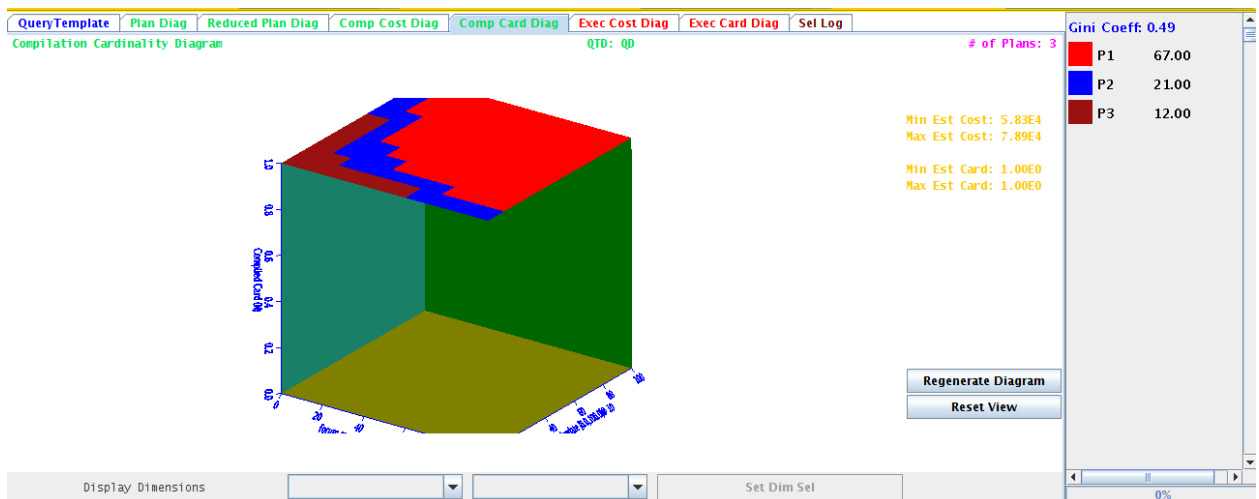 QueryTemplate Plan Diag Reduced Plan Diag Comp Cost Diag Comp Card Diag Exec Cost Diag Exec Card Diag Sel Log
Compilation Cardinality Diagram QTD: QD # of Plans: 3
Gini Coeff: 0.49
P1 67.00
P2 21.00
P3 12.00
Min Est Cost: 5.83E4
Max Est Cost: 7.89E4
Min Est Card: 1.00E0
Max Est Card: 1.00E0
1.0
0.8
0.6
0.4
0.2
0.0
Compiled Card
0
20
40
60
80
100
Regenerate Diagram
Reset View
Display Dimensions Set Dim Sel
0%